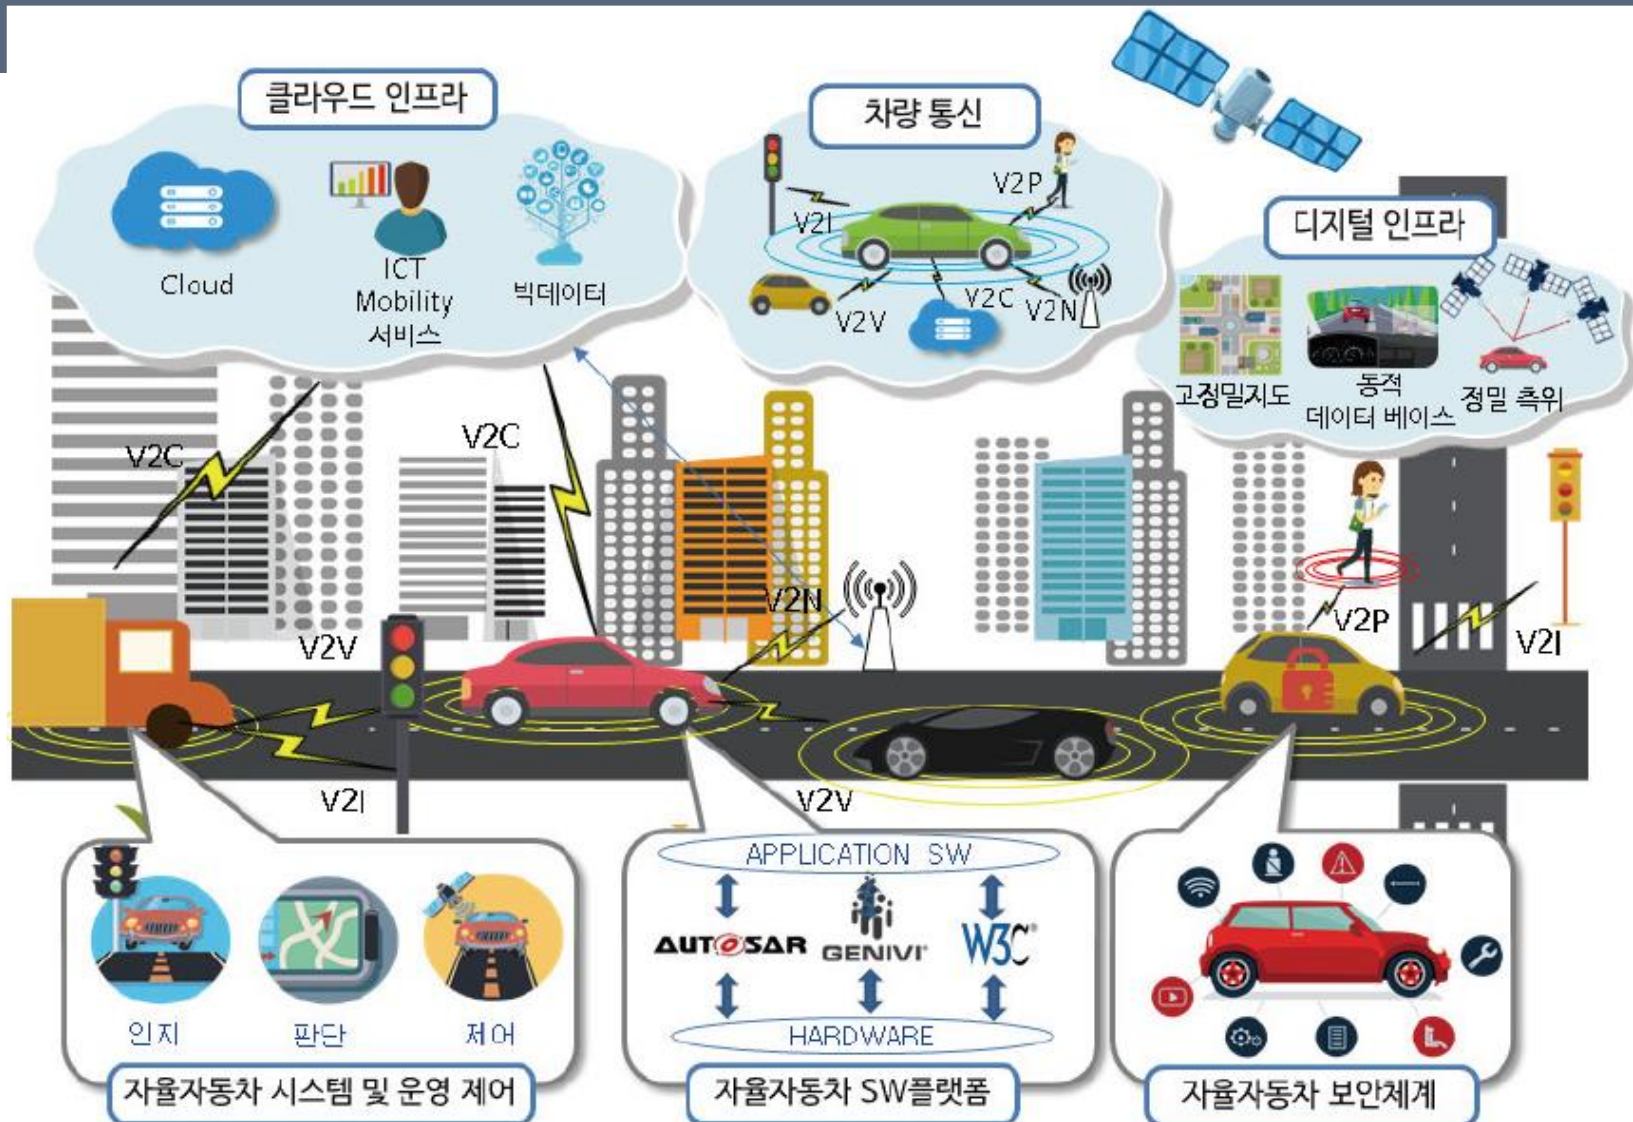 클라우드 인프라
Cloud
ICT
Mobility
서비스
빅데이터
차량 통신
V2I
V2P
V2V
V2C
V2N
디지털 인프라
고정밀지도
동적
데이터 베이스
정밀 측위
V2C
V2C
V2N
V2P
V2I
V2V
V2I
V2V
인지
판단
제어
자율자동차 시스템 및 운영 제어
APPLICATION SW
AUTOSAR
GENIVI®
W3C®
HARDWARE
자율자동차 SW플랫폼
자율자동차 보안체계